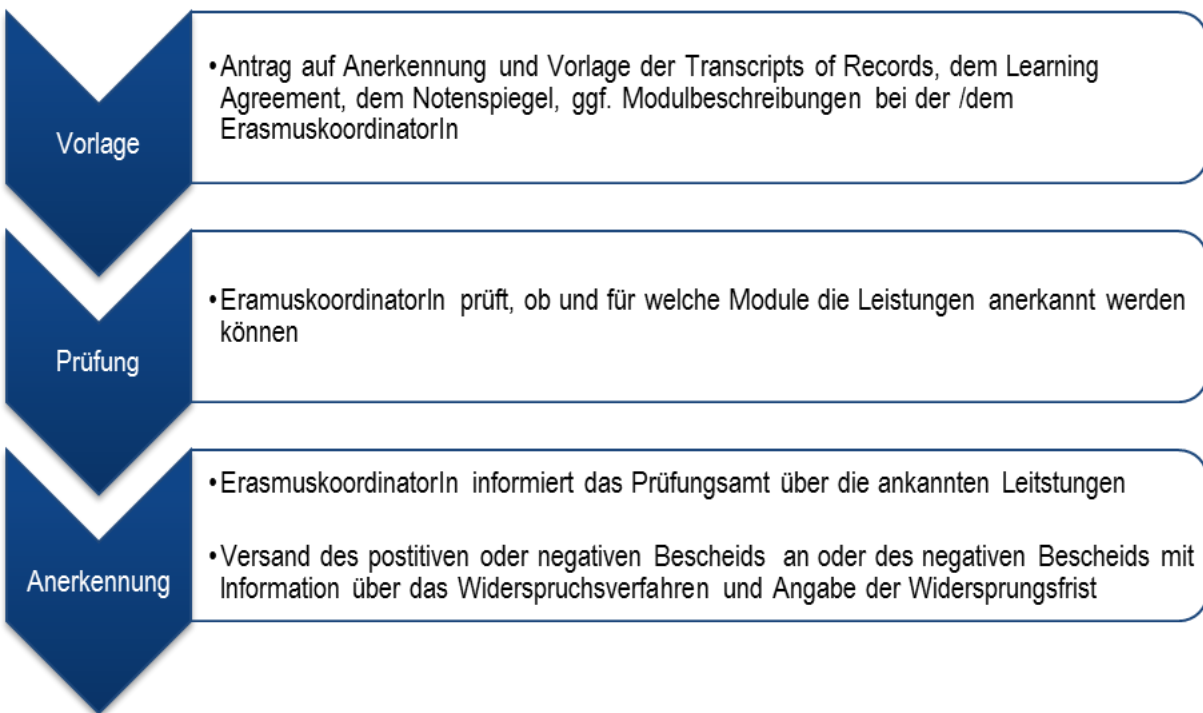 Vorlage
•Antrag auf Anerkennung und Vorlage der Transcripts of Records, dem Learning
Agreement, dem Notenspiegel, ggf. Modulbeschreibungen bei der /dem
ErasmuskoordinatorIn
Prüfung
•EramuskoordinatorIn prüft, ob und für welche Module die Leistungen anerkannt werden
können
Anerkennung
•ErasmuskoordinatorIn informiert das Prüfungsamt über die ankannten Leitstungen
•Versand des postitiven oder negativen Bescheids an oder des negativen Bescheids mit
Information über das Widerspruchsverfahren und Angabe der Widersprungsfrist